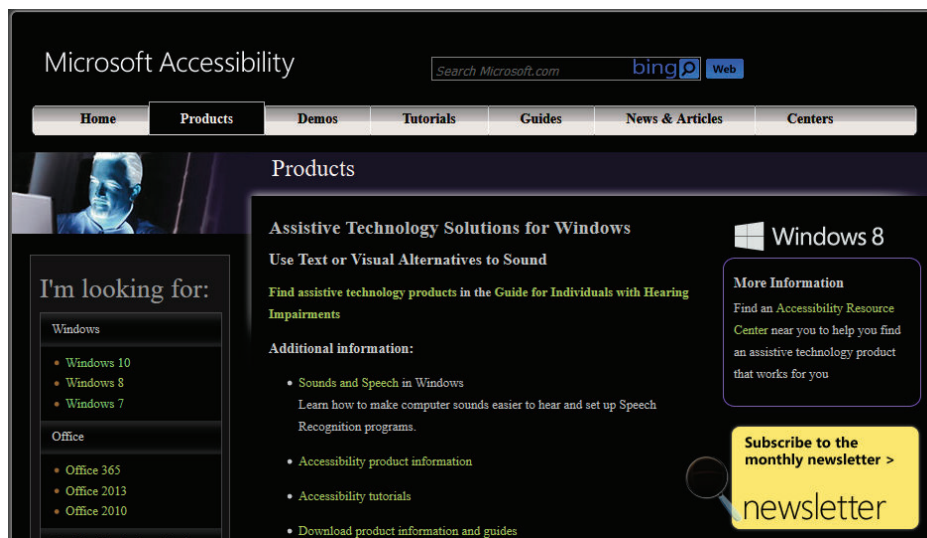 Microsoft Accessibility
Search Microsoft.com
bing
Web
Home Products Demos Tutorials Guides News & Articles Centers
Products
I'm looking for:
Windows
Windows 10
Windows 8
Windows 7
Office
Office 365
Office 2013
Office 2010
Assistive Technology Solutions for Windows
Use Text or Visual Alternatives to Sound
Find assistive technology products in the Guide for Individuals with Hearing
Impairments
Additional information:
Sounds and Speech in Windows
Learn how to make computer sounds easier to hear and set up Speech
Recognition programs.
Accessibility product information
Accessibility tutorials
Download product information and guides
Windows 8
More Information
Find an Accessibility Resource
Center near you to help you find
an assistive technology product
that works for you
Subscribe to the
monthly newsletter >
newsletter